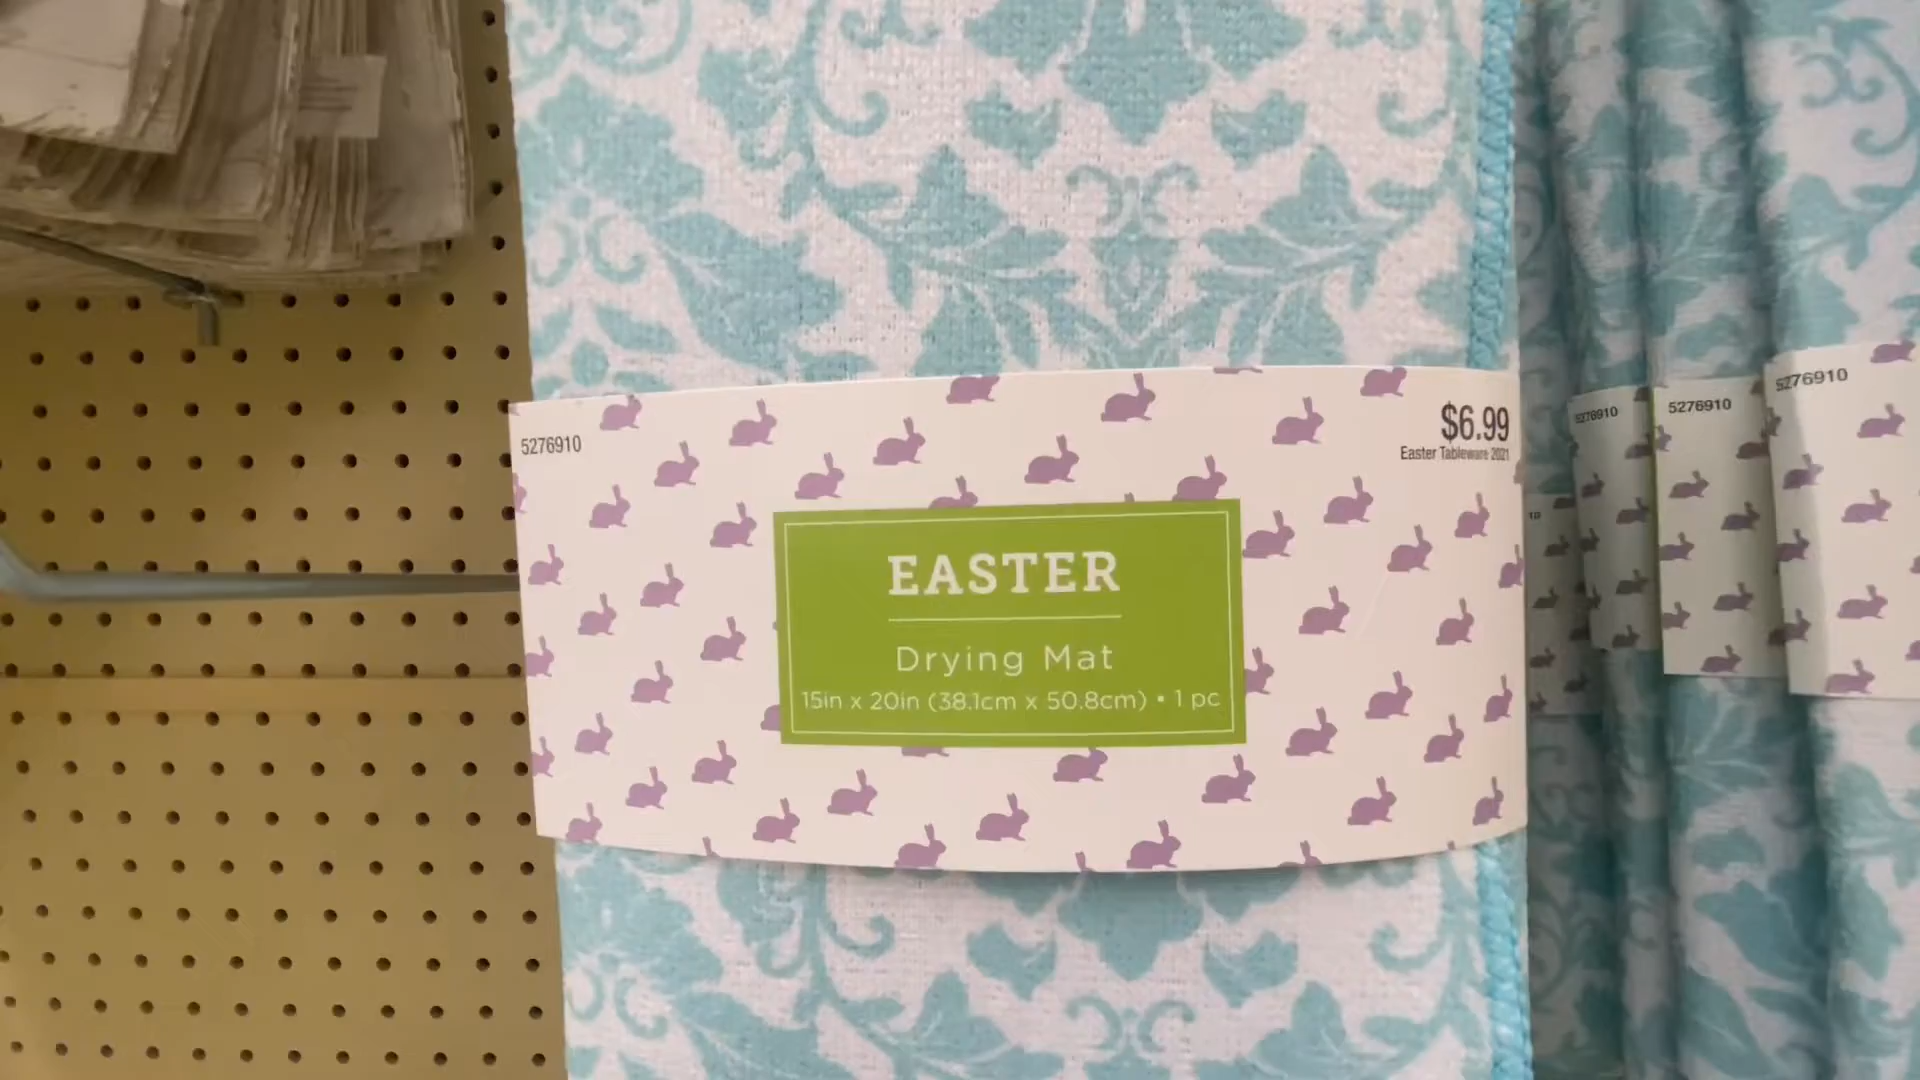 5276910
$6.99
Easter Tableware 2021
EASTER
Drying Mat
15in x 20in (38.1cm x 50.8cm) • 1 pc
5276910
5276910
5276910